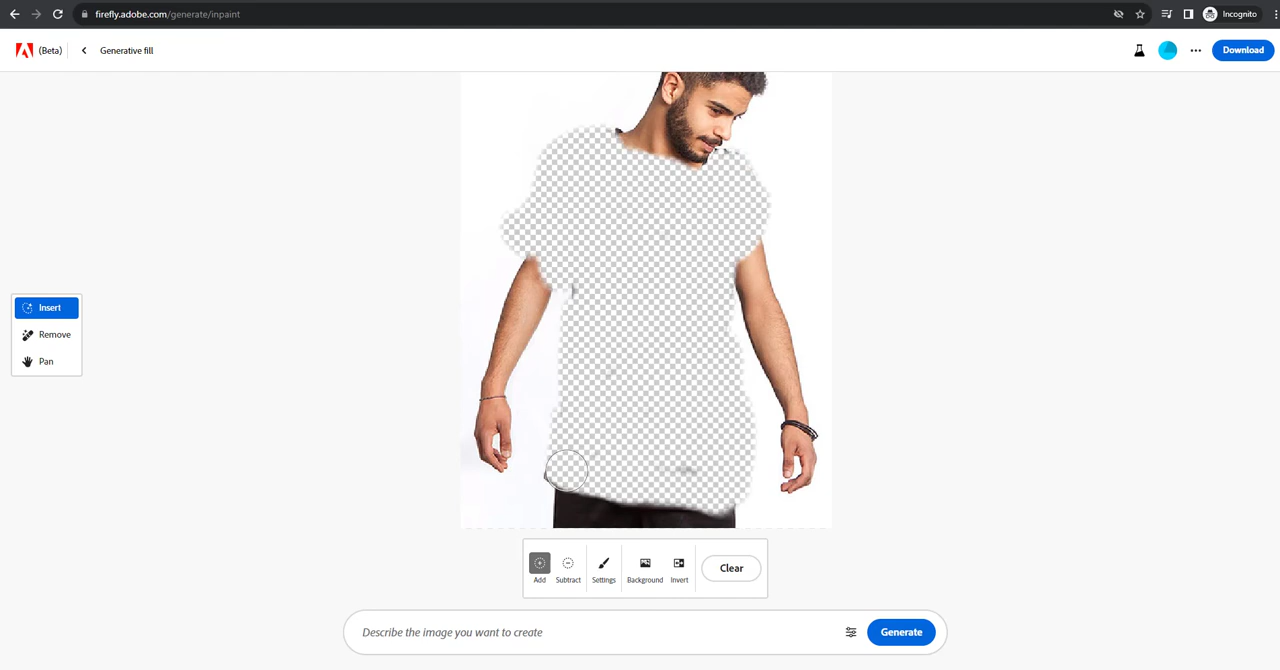 firefly.adobe.com/generate/inpaint
Incognito
(Beta)
Generative fill
Download
Insert
Remove
Pan
Add
Subtract
Settings
Background
Invert
Clear
Describe the image you want to create
Generate